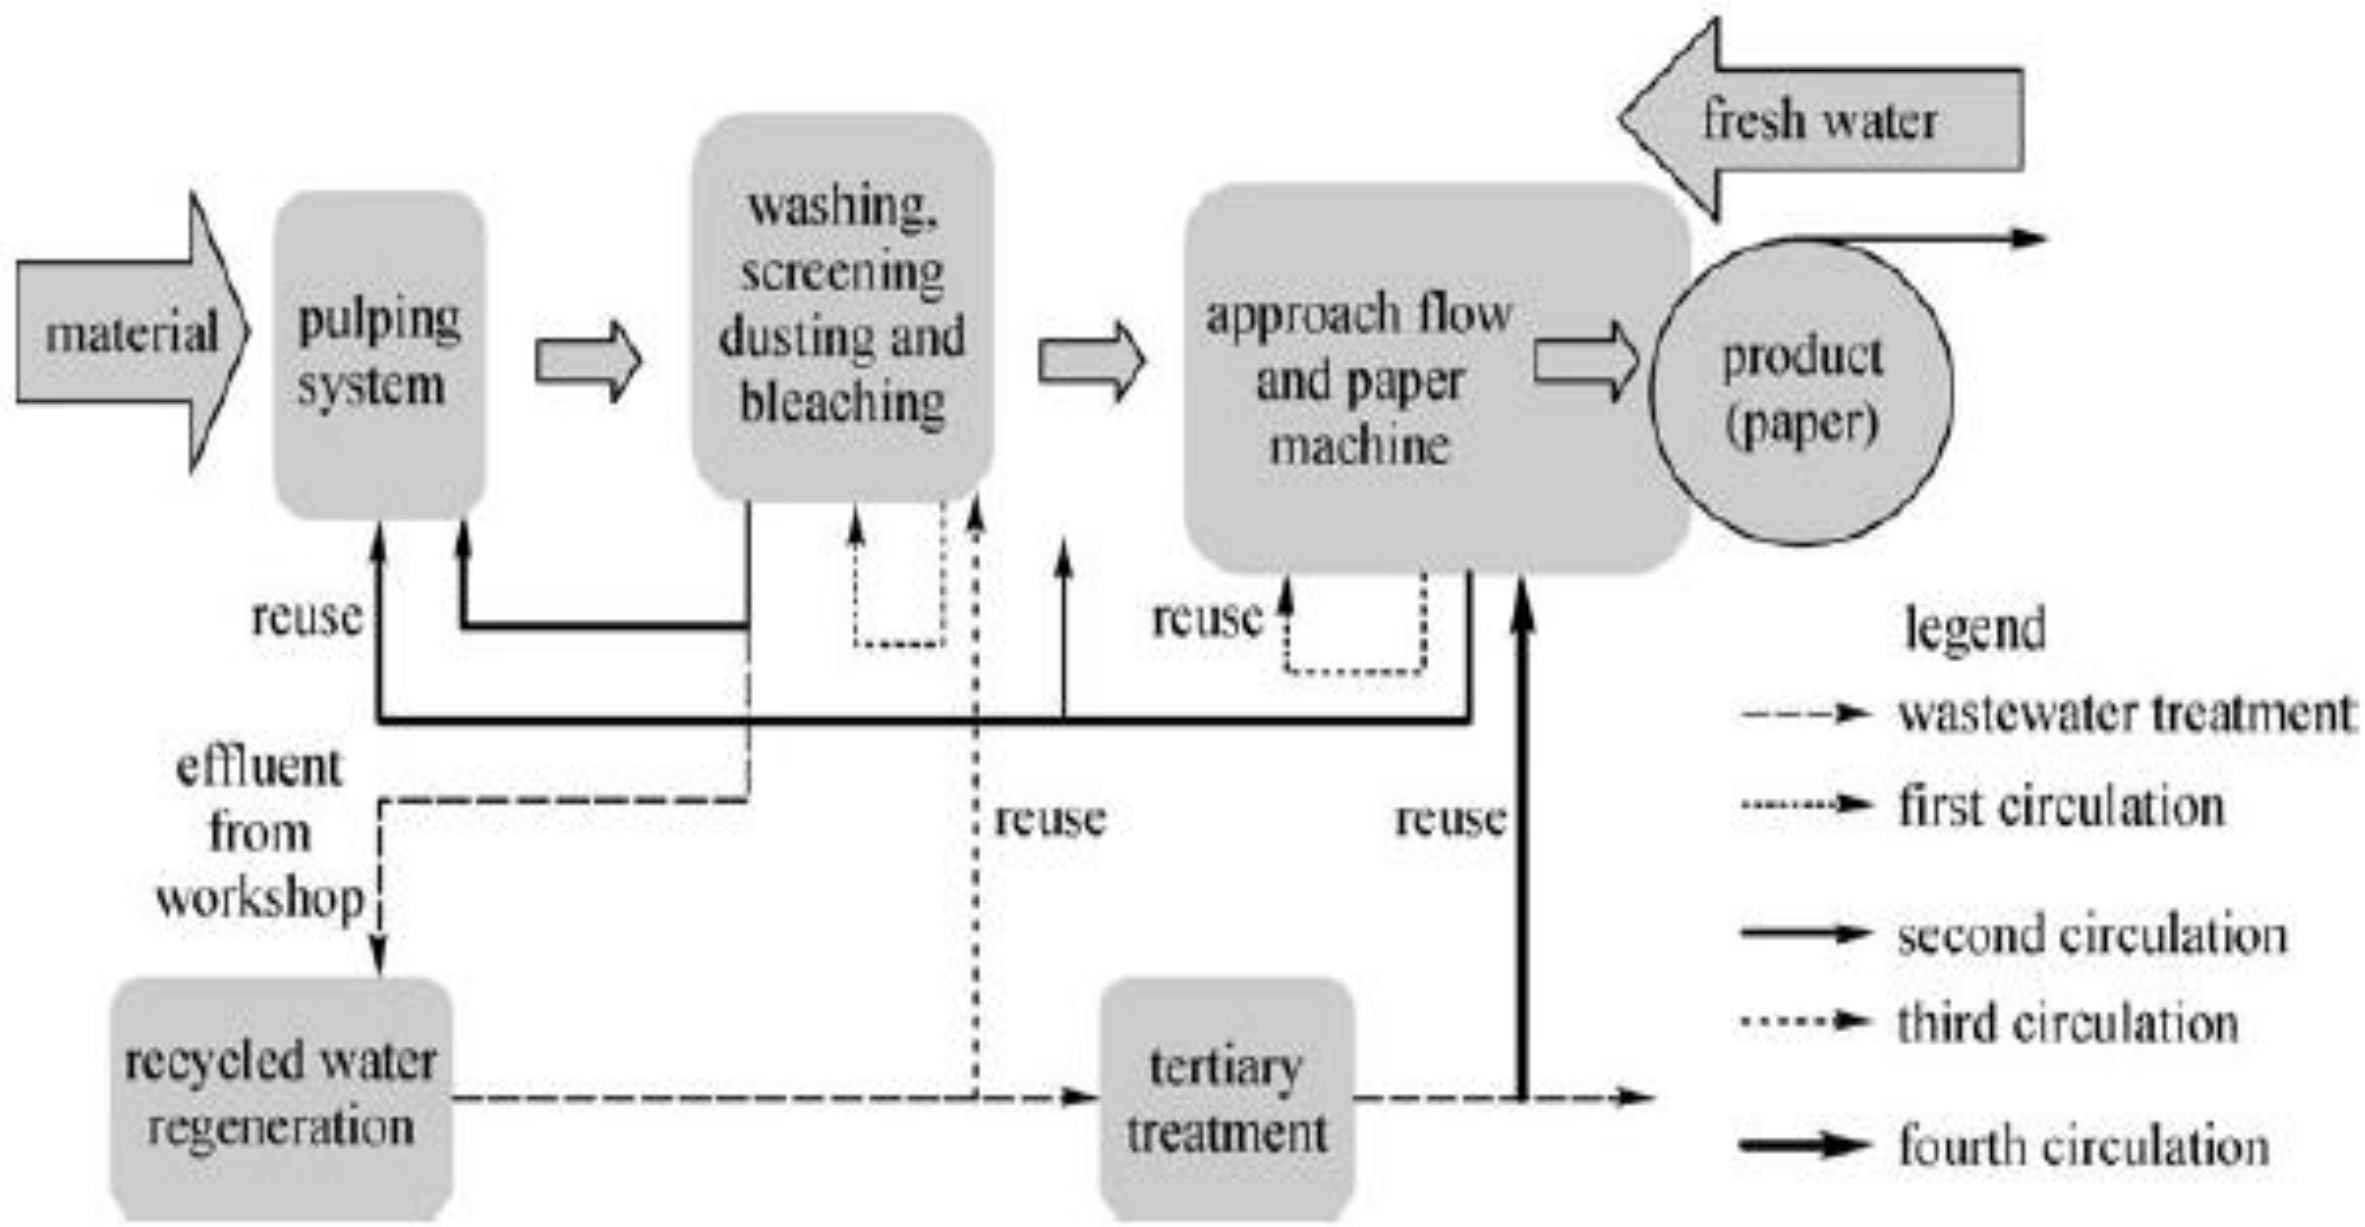 fresh water
material
pulping
system
washing,
screening
dusting and
bleaching
approach flow
and paper
machine
product
(paper)
reuse
reuse
effluent
from
workshop
reuse
reuse
recycled water
regeneration
tertiary
treatment
legend
wastewater treatment
first circulation
second circulation
third circulation
fourth circulation